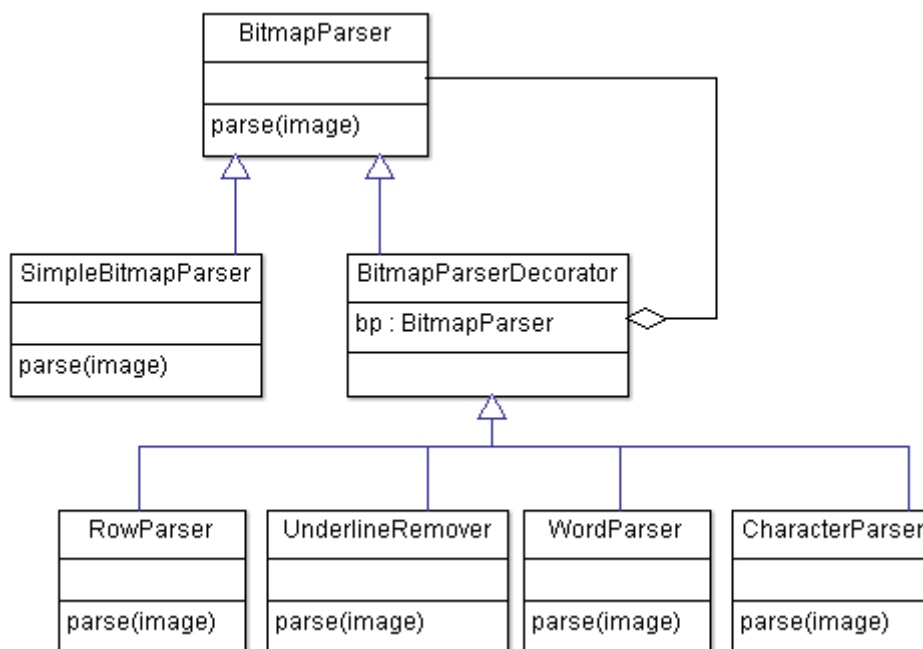 BitmapParser
parse(image)
SimpleBitmapParser
parse(image)
BitmapParserDecorator
bp : BitmapParser
RowParser
parse(image)
UnderlineRemover
parse(image)
WordParser
parse(image)
CharacterParser
parse(image)